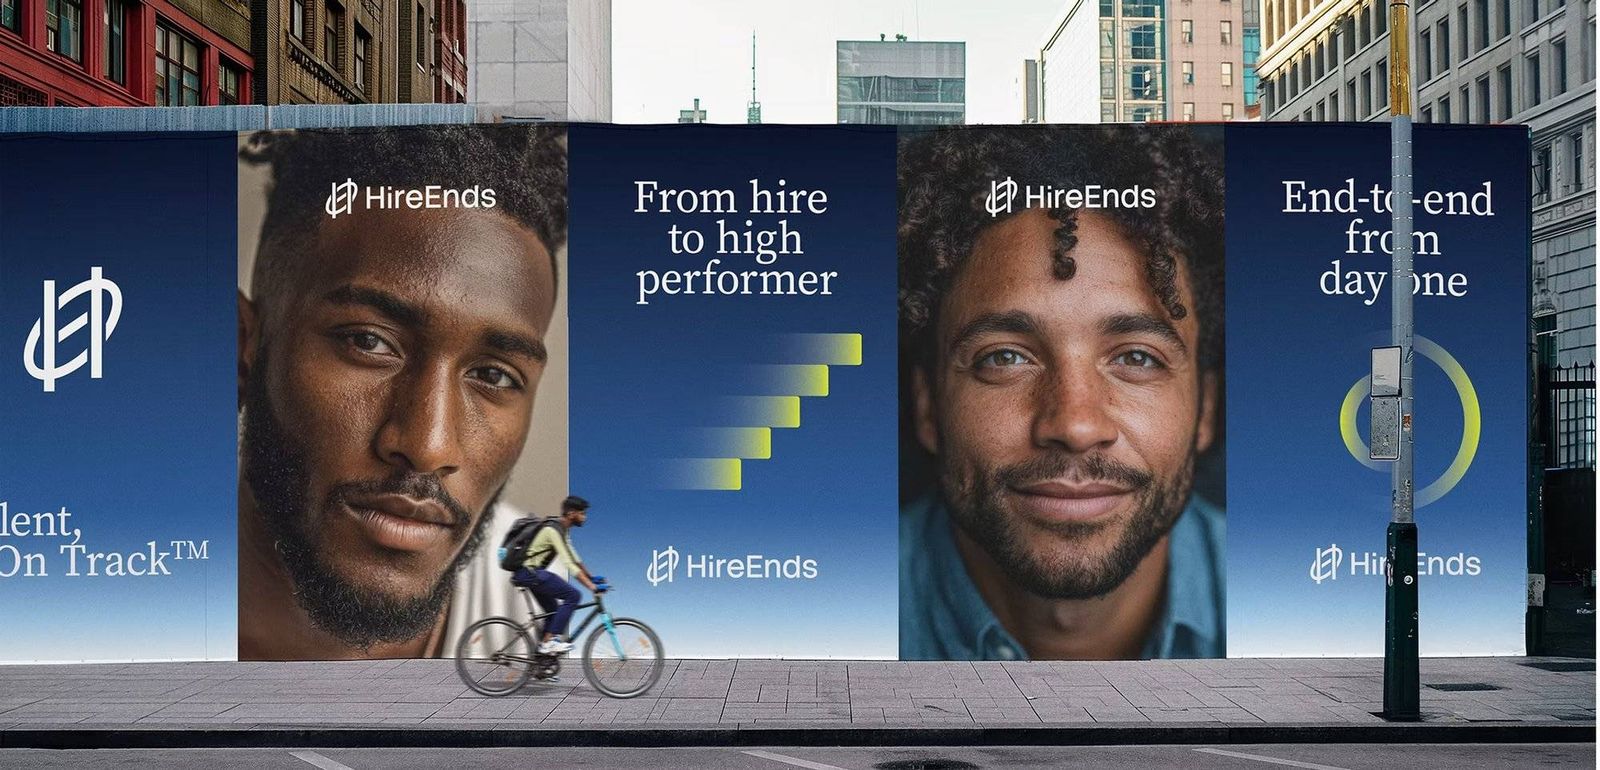 lent,
On Track™
HireEnds
From hire
to high
performer
HireEnds
HireEnds
End-to-end
from
day one
HireEnds